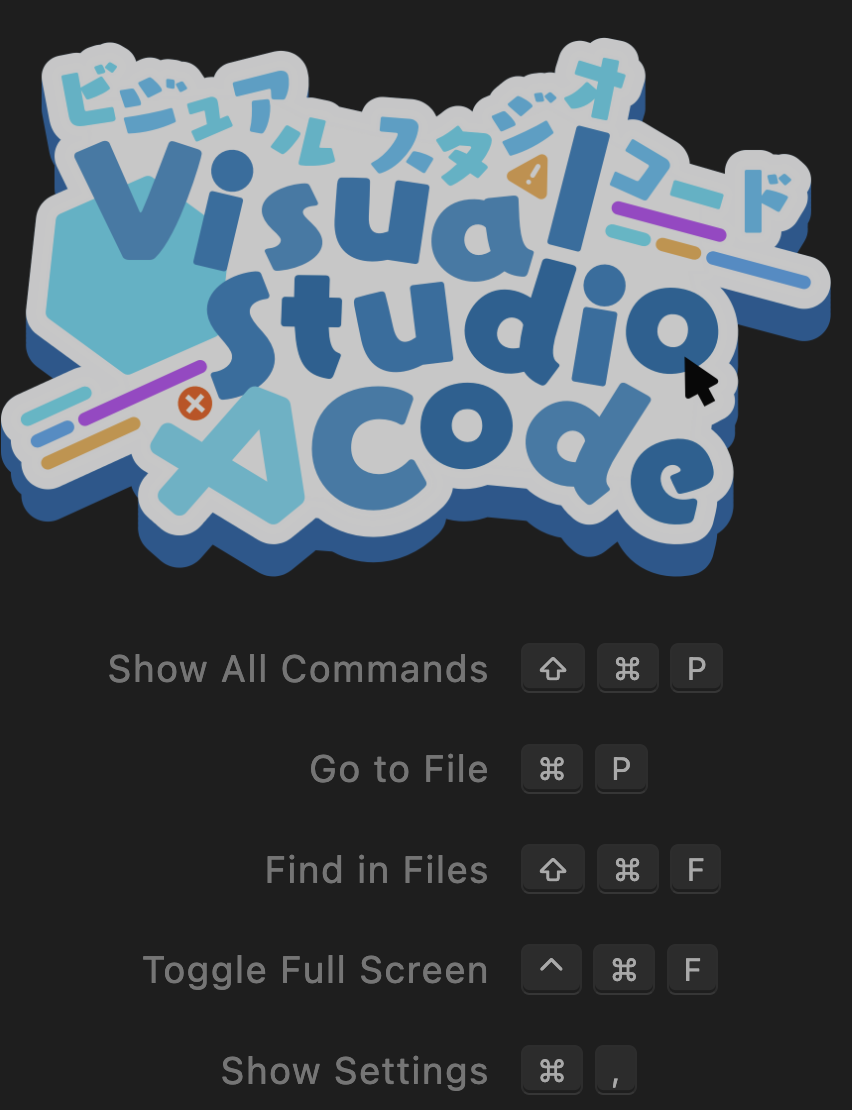 ビジュアルスタジオコード
Visual
Studio
Code
Show All Commands ⇧ ⌘ P
Go to File ⌘ P
Find in Files ⇧ ⌘ F
Toggle Full Screen ^ ⌘ F
Show Settings ⌘ ,